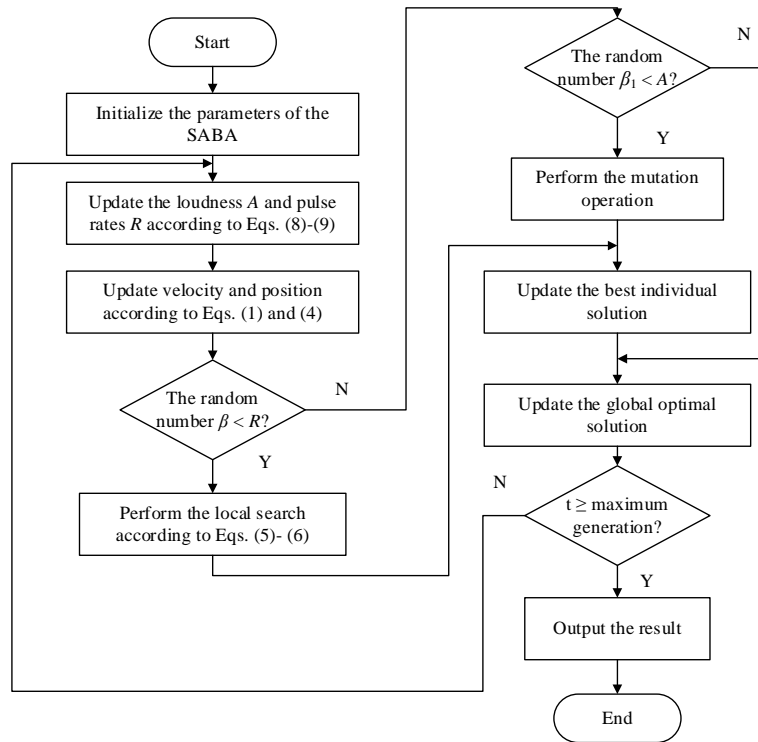 Start
Initialize the parameters of the
SABA
Update the loudness A and pulse
rates R according to Eqs. (8)-(9)
Update velocity and position
according to Eqs. (1) and (4)
The random
number β < R?
N
Y
Perform the local search
according to Eqs. (5)- (6)
The random
number β₁ < A?
N
Y
Perform the mutation
operation
Update the best individual
solution
Update the global optimal
solution
N
t ≥ maximum
generation?
Y
Output the result
End